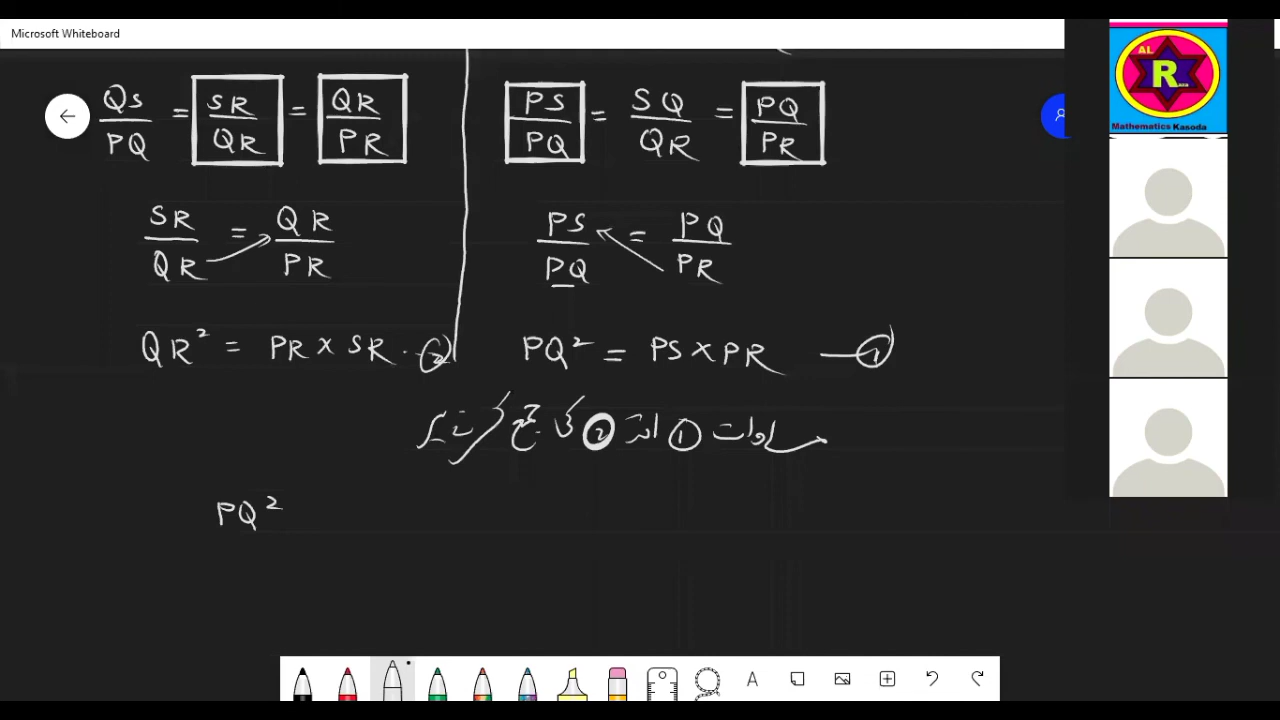 Microsoft Whiteboard
QS/PQ = SR/QR = QR/PR
PS/PQ = SQ/QR = PQ/PR
SR/QR = QR/PR
PS/PQ = PQ/PR
QR² = PR × SR. ②
PQ² = PS × PR — ①
مساوات ① اور ② کی جمع کرنے
PQ²
AL
R
Mathematics Kasoda
A